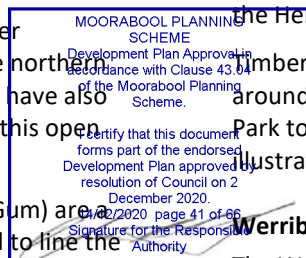 the He
er
MOORABOOL PLANNING
SCHEME
Development Plan Approval in
e northern
accordance with Clause 43.04
Timber
of the Moorabool Planning
have also
Scheme.
around
this open
I certify that this document
Park to
forms part of the endorsed
Development Plan approved by
illustra
resolution of Council on 2
December 2020.
Gum) are a
14/12/2020 page 41 of 66
Signature for the Responsible
Werrib
d to line the
Authority